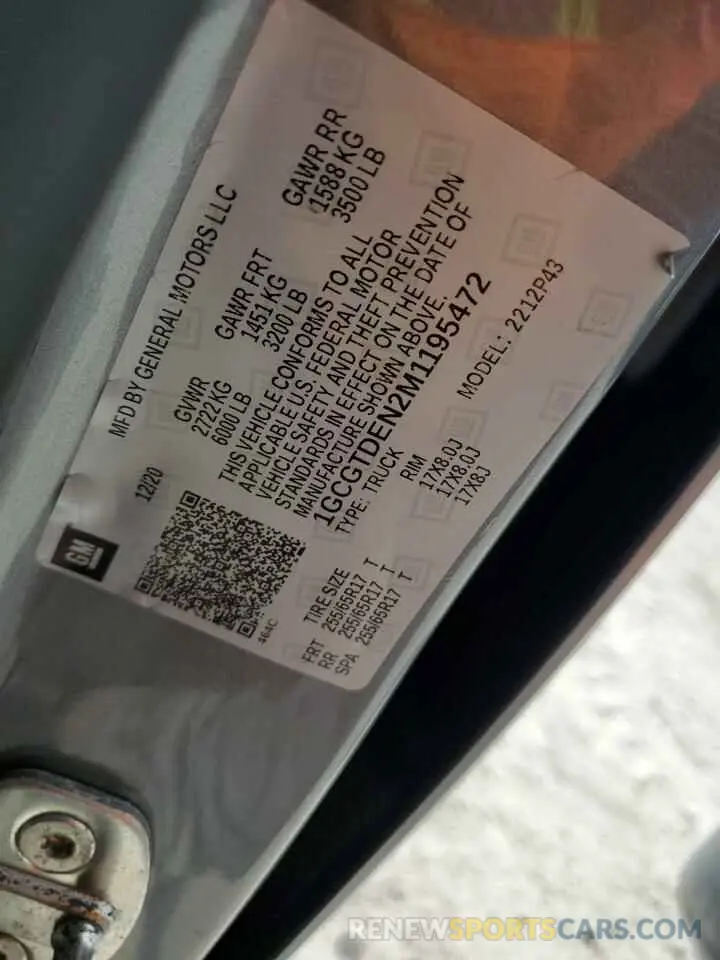 MFD BY GENERAL MOTORS LLC
12/20
GVWR
2722 KG
6000 LB
GAWR FRT
1451 KG
3200 LB
GAWR RR
1588 KG
3500 LB
THIS VEHICLE CONFORMS TO ALL
APPLICABLE U.S. FEDERAL MOTOR
VEHICLE SAFETY AND THEFT PREVENTION
STANDARDS IN EFFECT ON THE DATE OF
MANUFACTURE SHOWN ABOVE.
1GCGTDEN2M1195472
TYPE: TRUCK
MODEL: 2212P43
TIRE SIZE RIM
FRT 255/65R17 T 17X8.0J
RR 255/65R17 T 17X8.0J
SPA 255/65R17 T 17X8J
GM
464C
RENEWSPORTSCARS.COM